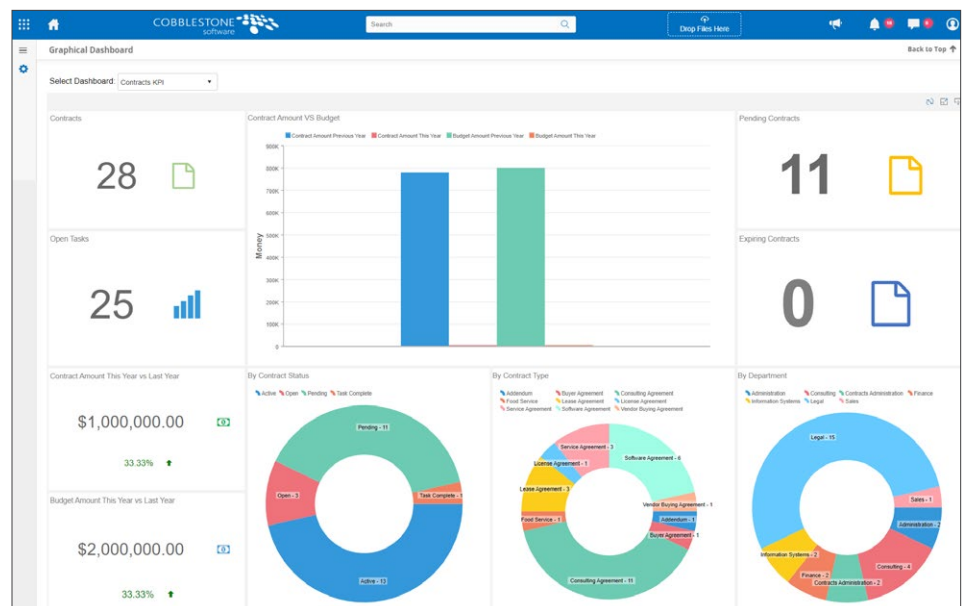 COBBLESTONE
software
Search
Drop Files Here
Graphical Dashboard
Back to Top
Select Dashboard: Contracts KPI
Contracts
28
Contract Amount VS Budget
Contract Amount Previous Year Contract Amount This Year Budget Amount Previous Year Budget Amount This Year
900K
800K
700K
600K
500K
400K
300K
200K
100K
0
Money
Pending Contracts
11
Open Tasks
25
Expiring Contracts
0
Contract Amount This Year vs Last Year
$1,000,000.00
33.33%
Budget Amount This Year vs Last Year
$2,000,000.00
33.33%
By Contract Status
Active Open Pending Task Complete
Pending - 11
Open - 3
Task Complete - 1
Active - 13
By Contract Type
Addendum Buyer Agreement Consulting Agreement
Food Service Lease Agreement License Agreement
Service Agreement Software Agreement Vendor Buying Agreement
Service Agreement - 3
Software Agreement - 6
License Agreement - 1
Lease Agreement - 3
Vendor Buying Agreement - 1
Food Service - 1
Addendum - 1
Buyer Agreement - 1
Consulting Agreement - 11
By Department
Administration Consulting Contracts Administration Finance
Information Systems Legal Sales
Legal - 15
Sales - 1
Administration - 2
Information Systems - 2
Consulting - 4
Finance - 2
Contracts Administration - 2